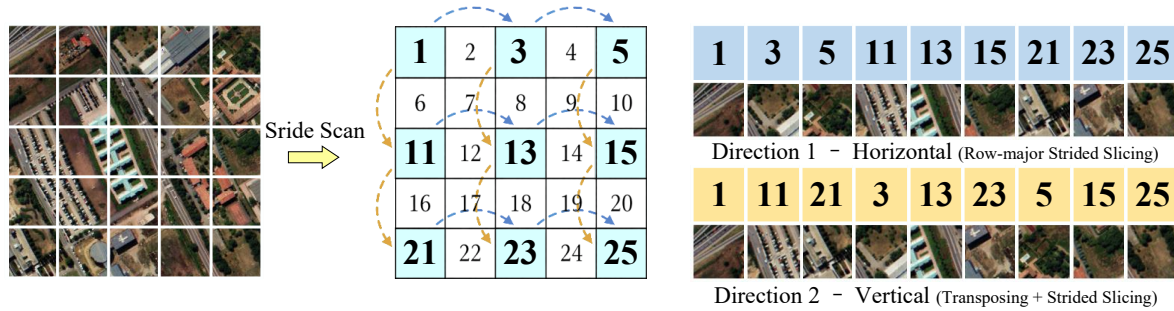 Sride Scan
1 2 3 4 5
6 7 8 9 10
11 12 13 14 15
16 17 18 19 20
21 22 23 24 25
1 3 5 11 13 15 21 23 25
Direction 1 - Horizontal (Row-major Strided Slicing)
1 11 21 3 13 23 5 15 25
Direction 2 - Vertical (Transposing + Strided Slicing)